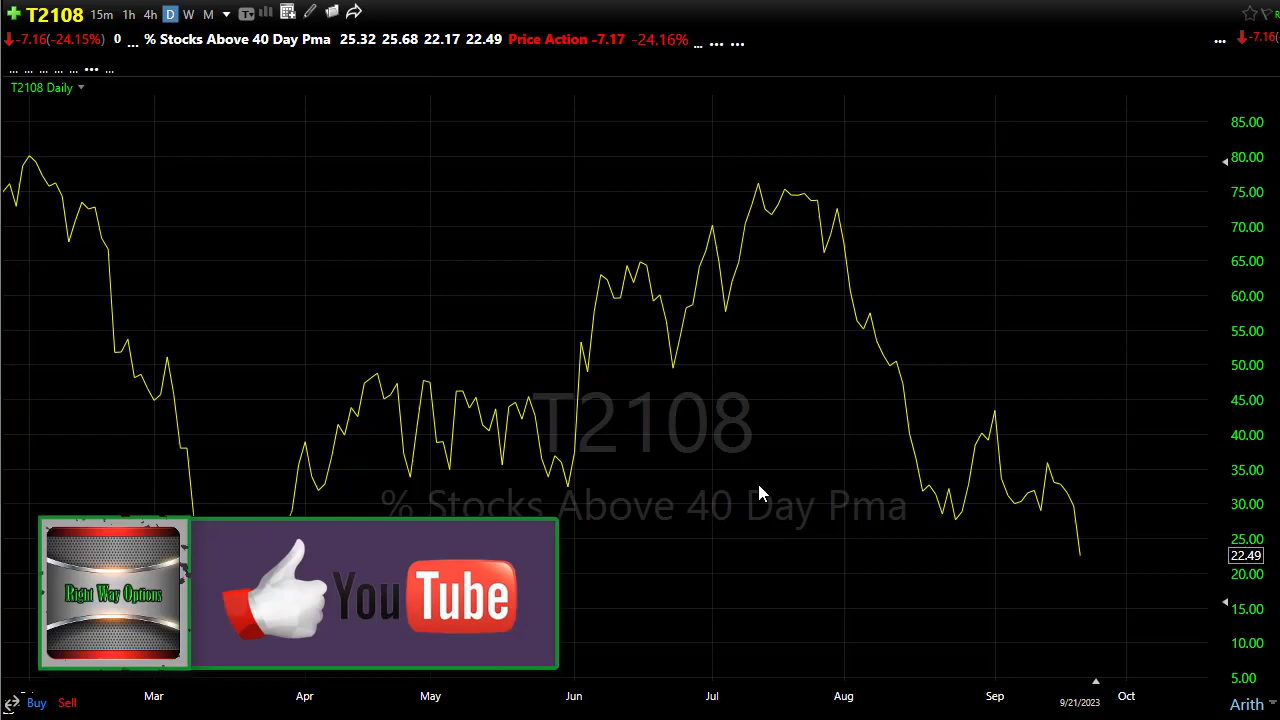 T2108 15m 1h 4h D W M
-7.16(-24.15%) 0 ... % Stocks Above 40 Day Pma 25.32 25.68 22.17 22.49 Price Action -7.17 -24.16% ... ... ... ... -7.16(
... ... ... ... ... ... ...
T2108 Daily
85.00
80.00
75.00
70.00
65.00
60.00
55.00
50.00
45.00
40.00
35.00
30.00
25.00
22.49
20.00
15.00
10.00
5.00
T2108
% Stocks Above 40 Day Pma
Right Way Options
YouTube
Mar Apr May Jun Jul Aug Sep Oct
9/21/2023
Buy Sell
Arith